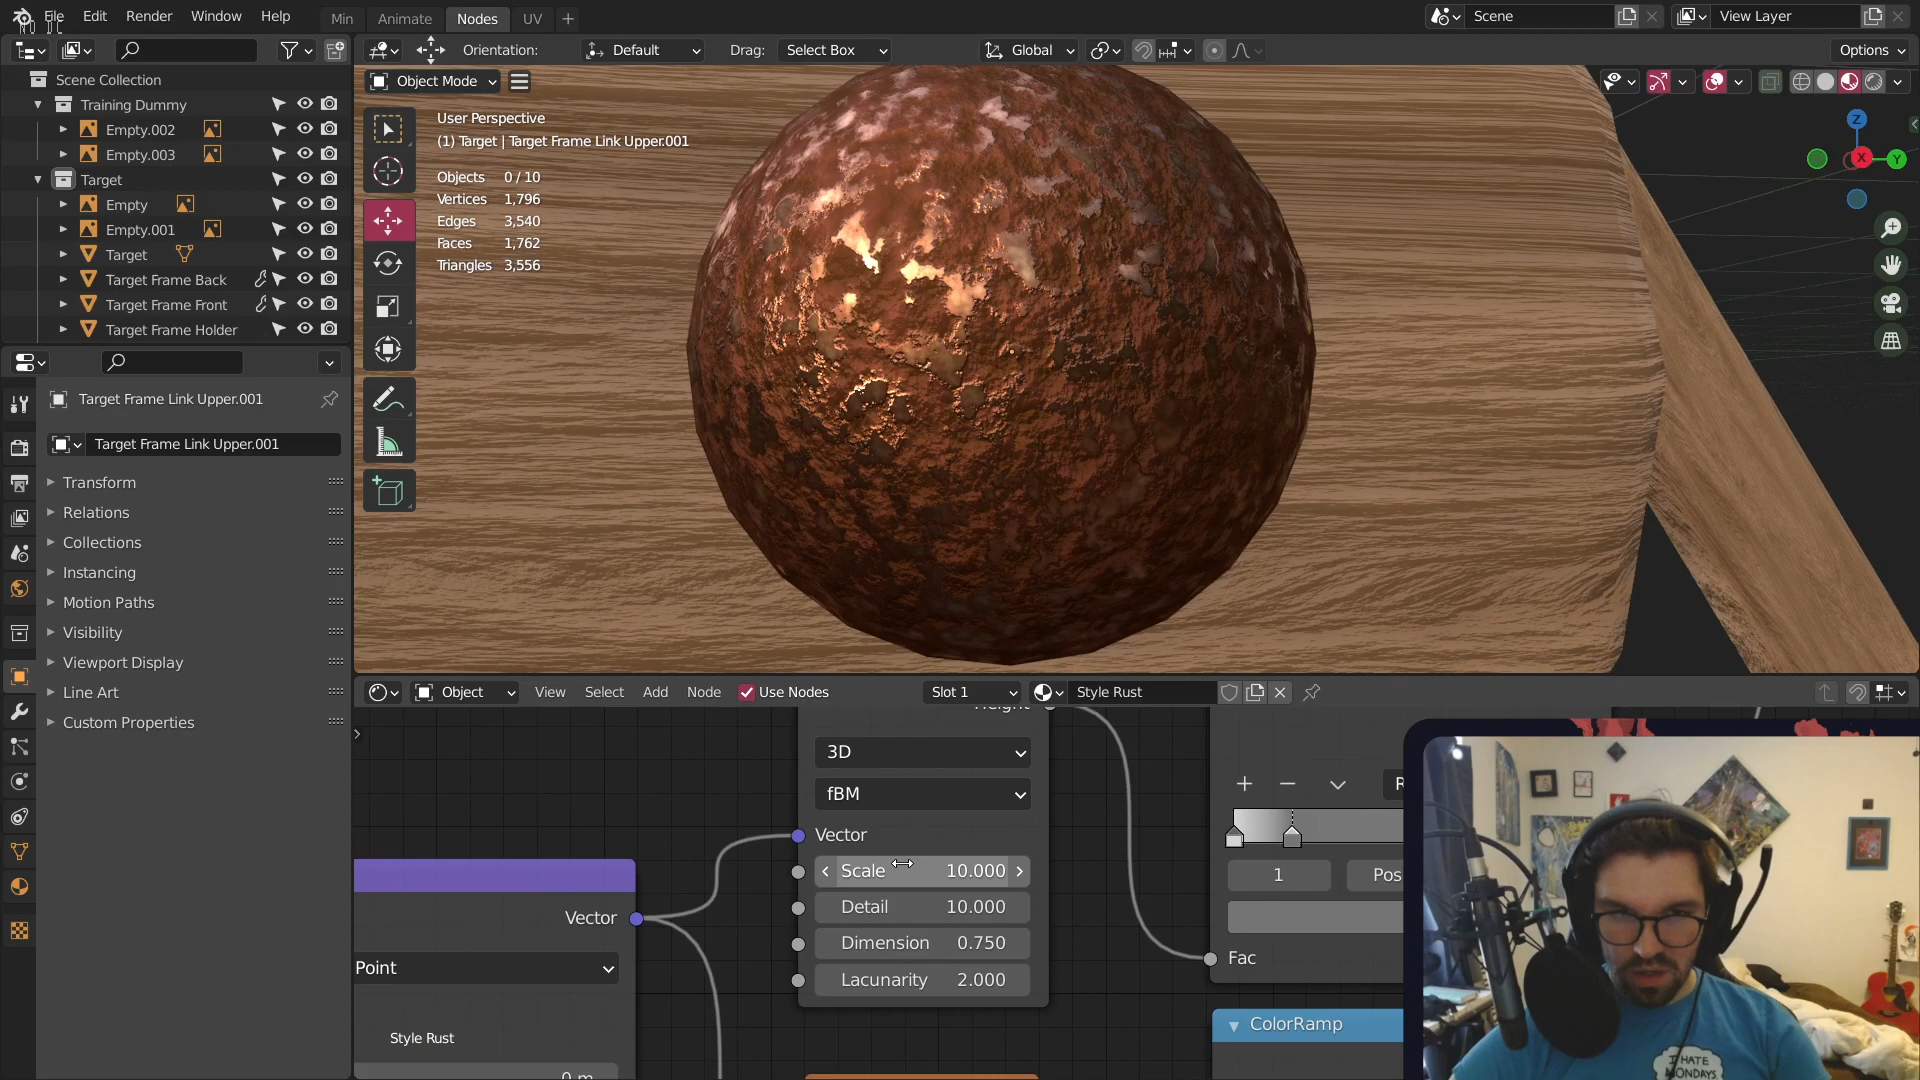 File Edit Render Window Help Min Animate Nodes UV Scene View Layer
Orientation: Default Drag: Select Box Global Options
Scene Collection
Training Dummy
Empty.002
Empty.003
Target
Empty
Empty.001
Target
Target Frame Back
Target Frame Front
Target Frame Holder
Object Mode
User Perspective
(1) Target | Target Frame Link Upper.001
Objects 0 / 10
Vertices 1,796
Edges 3,540
Faces 1,762
Triangles 3,556
Z
X
Y
Target Frame Link Upper.001
Target Frame Link Upper.001
Transform
Relations
Collections
Instancing
Motion Paths
Visibility
Viewport Display
Line Art
Custom Properties
Object View Select Add Node Use Nodes Slot 1 Style Rust
Height
3D
fBM
Vector
Scale 10.000
Detail 10.000
Dimension 0.750
Lacunarity 2.000
Vector
Point
Style Rust
0 m
R
1 Pos
Fac
ColorRamp
I HATE
MONDAYS